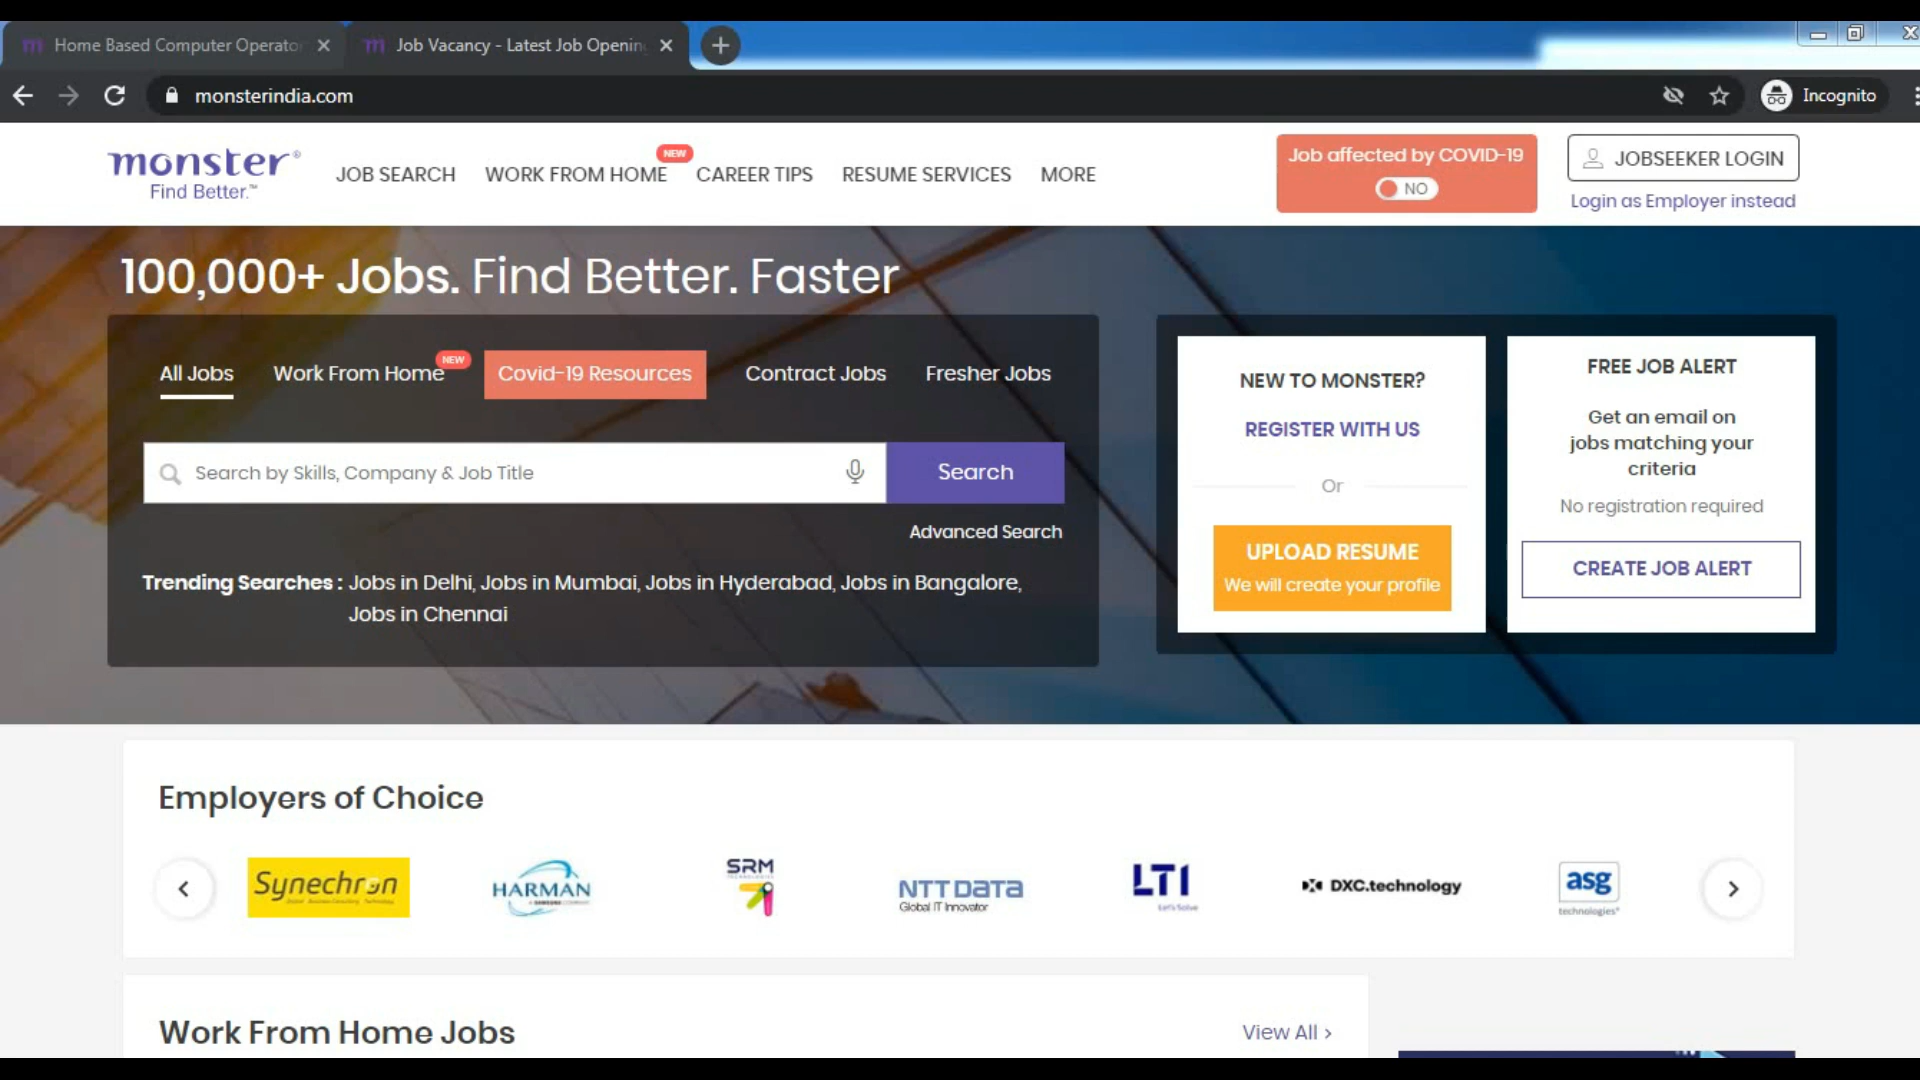 Home Based Computer Operato
Job Vacancy - Latest Job Openin
monsterindia.com
Incognito
monster®
Find Better.™
JOB SEARCH
WORK FROM HOME
NEW
CAREER TIPS
RESUME SERVICES
MORE
Job affected by COVID-19
NO
JOBSEEKER LOGIN
Login as Employer instead
100,000+ Jobs. Find Better. Faster
All Jobs
Work From Home
NEW
Covid-19 Resources
Contract Jobs
Fresher Jobs
Search by Skills, Company & Job Title
Search
Advanced Search
Trending Searches : Jobs in Delhi, Jobs in Mumbai, Jobs in Hyderabad, Jobs in Bangalore,
Jobs in Chennai
NEW TO MONSTER?
REGISTER WITH US
Or
UPLOAD RESUME
We will create your profile
FREE JOB ALERT
Get an email on
jobs matching your
criteria
No registration required
CREATE JOB ALERT
Employers of Choice
Synechron
HARMAN
A SAMSUNG COMPANY
SRM
NTT DATA
Global IT Innovator
LTI
Let's Solve
DXC.technology
asg
technologies®
Work From Home Jobs
View All >